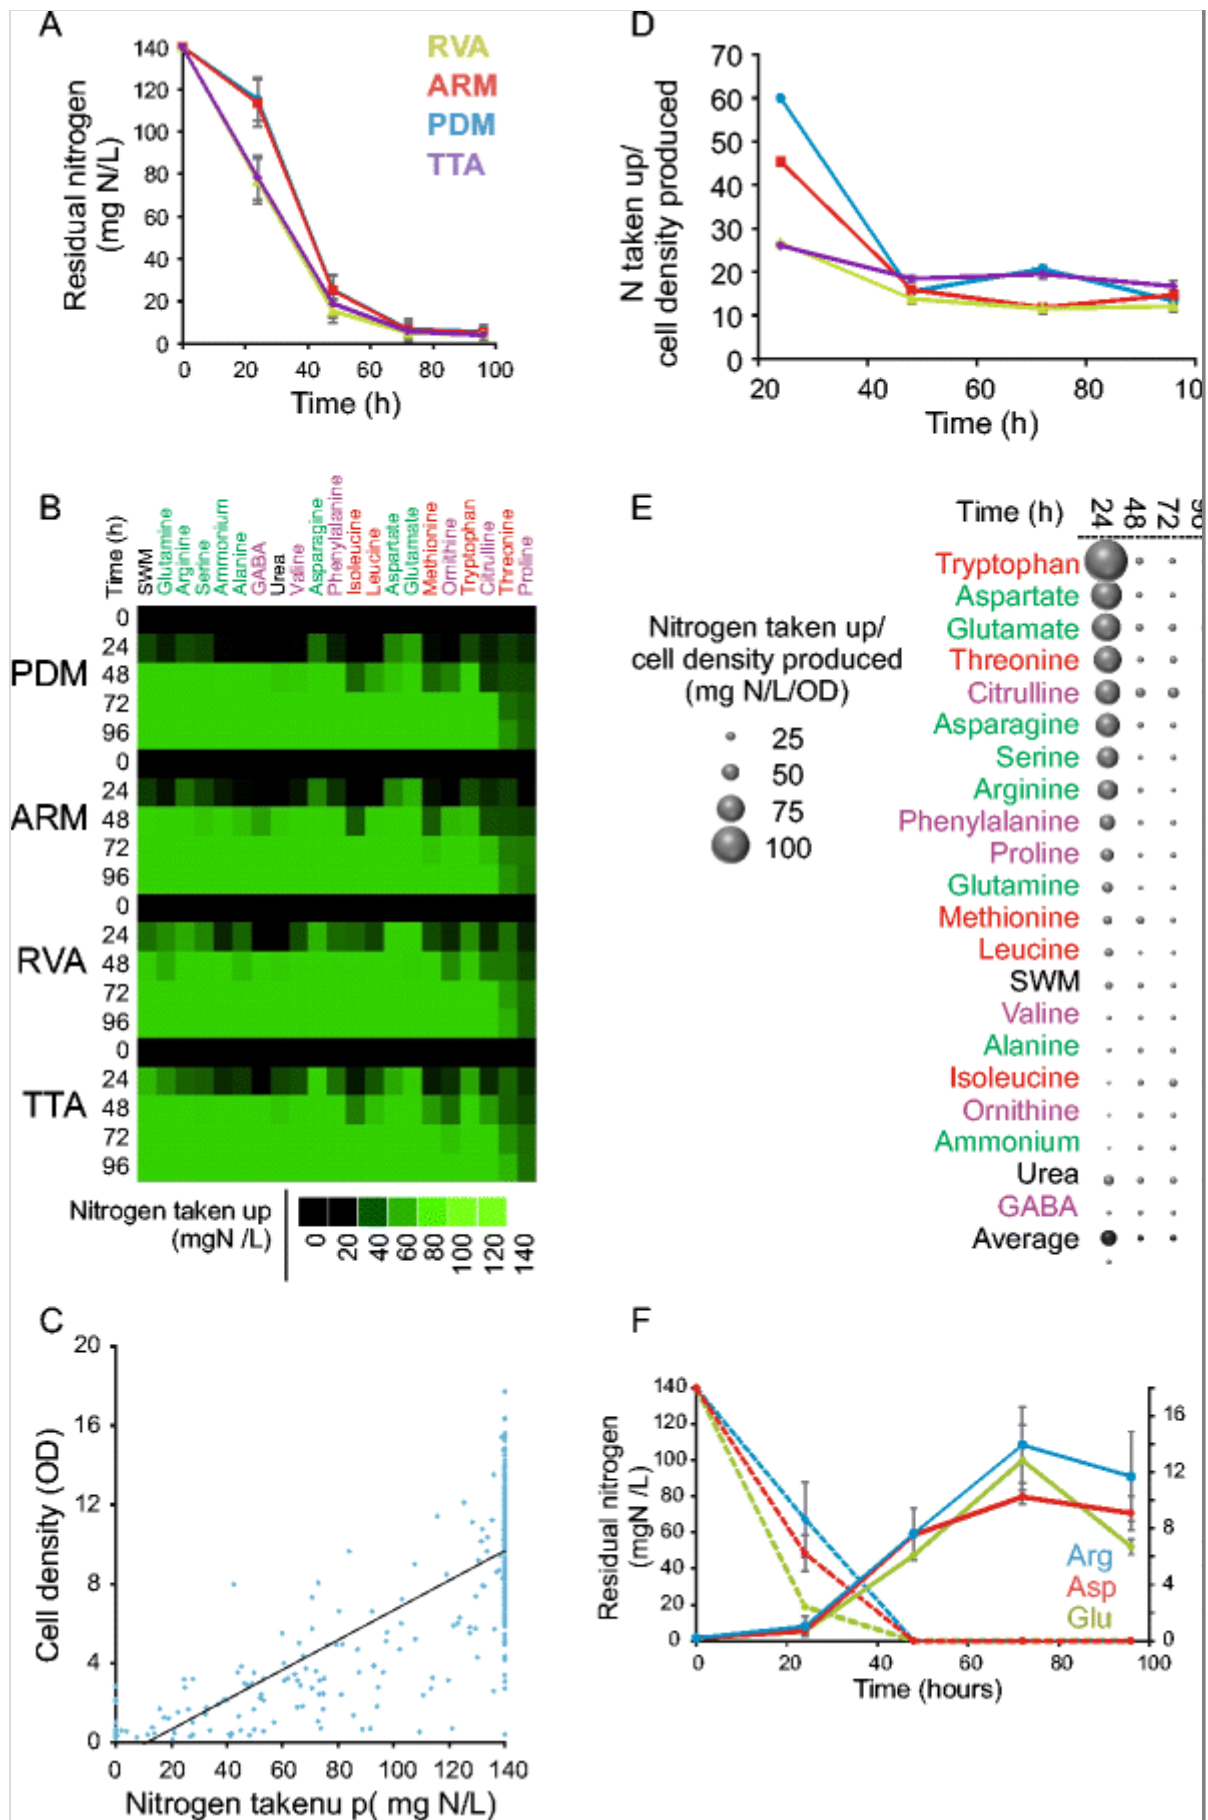 A
RVA
ARM
PDM
TTA
Residual nitrogen
(mg N/L)
140
120
100
80
60
40
20
0
0 20 40 60 80 100
Time (h)
D
N taken up/
cell density produced
70
60
50
40
30
20
10
0
20 40 60 80 10
Time (h)
B
Time (h)
SWM
Glutamine
Arginine
Serine
Ammonium
Alanine
GABA
Urea
Valine
Asparagine
Phenylalanine
Isoleucine
Leucine
Aspartate
Glutamate
Methionine
Ornithine
Tryptophan
Citrulline
Threonine
Proline
PDM
0
24
48
72
96
ARM
0
24
48
72
96
RVA
0
24
48
72
96
TTA
0
24
48
72
96
Nitrogen taken up
(mgN /L)
0 20 40 60 80 100 120 140
E
Time (h) 24 48 72 96
Nitrogen taken up/
cell density produced
(mg N/L/OD)
25
50
75
100
Tryptophan
Aspartate
Glutamate
Threonine
Citrulline
Asparagine
Serine
Arginine
Phenylalanine
Proline
Glutamine
Methionine
Leucine
SWM
Valine
Alanine
Isoleucine
Ornithine
Ammonium
Urea
GABA
Average
C
Cell density (OD)
20
16
12
8
4
0
0 20 40 60 80 100 120 140
Nitrogen takenu p( mg N/L)
F
Residual nitrogen
(mgN /L)
140
120
100
80
60
40
20
0
16
12
8
4
0
Arg
Asp
Glu
0 20 40 60 80 100
Time (hours)